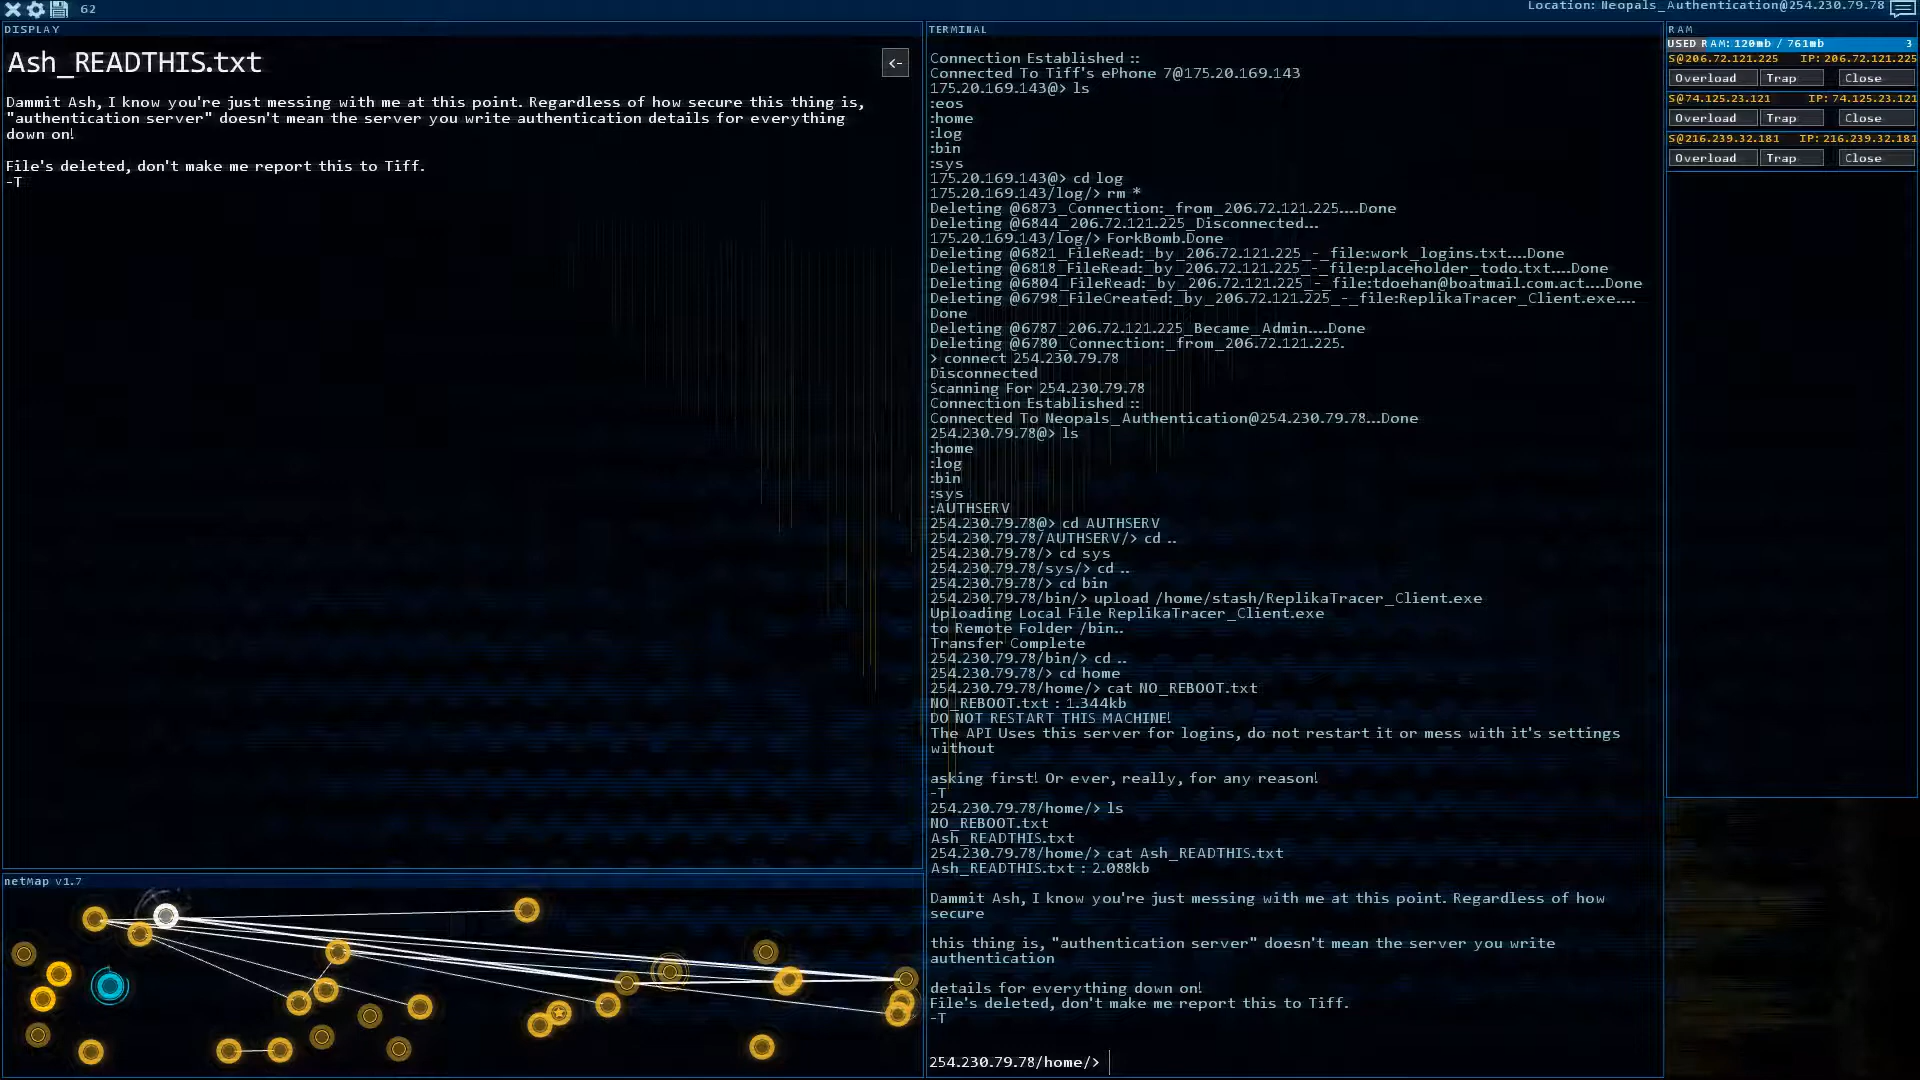 62
Location: Neopals_Authentication@254.230.79.78
DISPLAY
Ash_READTHIS.txt
<-
Dammit Ash, I know you're just messing with me at this point. Regardless of how secure this thing is,
"authentication server" doesn't mean the server you write authentication details for everything
down on!
File's deleted, don't make me report this to Tiff.
-T
netMap v1.7
TERMINAL
Connection Established ::
Connected To Tiff's ePhone 7@175.20.169.143
175.20.169.143@> ls
:eos
:home
:log
:bin
:sys
175.20.169.143@> cd log
175.20.169.143/log/> rm *
Deleting @6873_Connection:_from_206.72.121.225....Done
Deleting @6844_206.72.121.225_Disconnected...
175.20.169.143/log/> ForkBomb.Done
Deleting @6821_FileRead:_by_206.72.121.225_-_file:work_logins.txt....Done
Deleting @6818_FileRead:_by_206.72.121.225_-_file:placeholder_todo.txt....Done
Deleting @6804_FileRead:_by_206.72.121.225_-_file:tdoehan@boatmail.com.act....Done
Deleting @6798_FileCreated:_by_206.72.121.225_-_file:ReplikaTracer_Client.exe....
Done
Deleting @6787_206.72.121.225_Became_Admin....Done
Deleting @6780_Connection:_from_206.72.121.225.
> connect 254.230.79.78
Disconnected
Scanning For 254.230.79.78
Connection Established ::
Connected To Neopals_Authentication@254.230.79.78...Done
254.230.79.78@> ls
:home
:log
:bin
:sys
:AUTHSERV
254.230.79.78@> cd AUTHSERV
254.230.79.78/AUTHSERV/> cd ..
254.230.79.78/> cd sys
254.230.79.78/sys/> cd ..
254.230.79.78/> cd bin
254.230.79.78/bin/> upload /home/stash/ReplikaTracer_Client.exe
Uploading Local File ReplikaTracer_Client.exe
to Remote Folder /bin..
Transfer Complete
254.230.79.78/bin/> cd ..
254.230.79.78/> cd home
254.230.79.78/home/> cat NO_REBOOT.txt
NO_REBOOT.txt : 1.344kb
DO NOT RESTART THIS MACHINE!
The API Uses this server for logins, do not restart it or mess with it's settings
without
asking first! Or ever, really, for any reason!
-T
254.230.79.78/home/> ls
NO_REBOOT.txt
Ash_READTHIS.txt
254.230.79.78/home/> cat Ash_READTHIS.txt
Ash_READTHIS.txt : 2.088kb
Dammit Ash, I know you're just messing with me at this point. Regardless of how
secure
this thing is, "authentication server" doesn't mean the server you write
authentication
details for everything down on!
File's deleted, don't make me report this to Tiff.
-T
254.230.79.78/home/>
RAM
USED RAM: 120mb / 761mb 3
S@206.72.121.225 IP: 206.72.121.225
Overload Trap Close
S@74.125.23.121 IP: 74.125.23.121
Overload Trap Close
S@216.239.32.181 IP: 216.239.32.181
Overload Trap Close